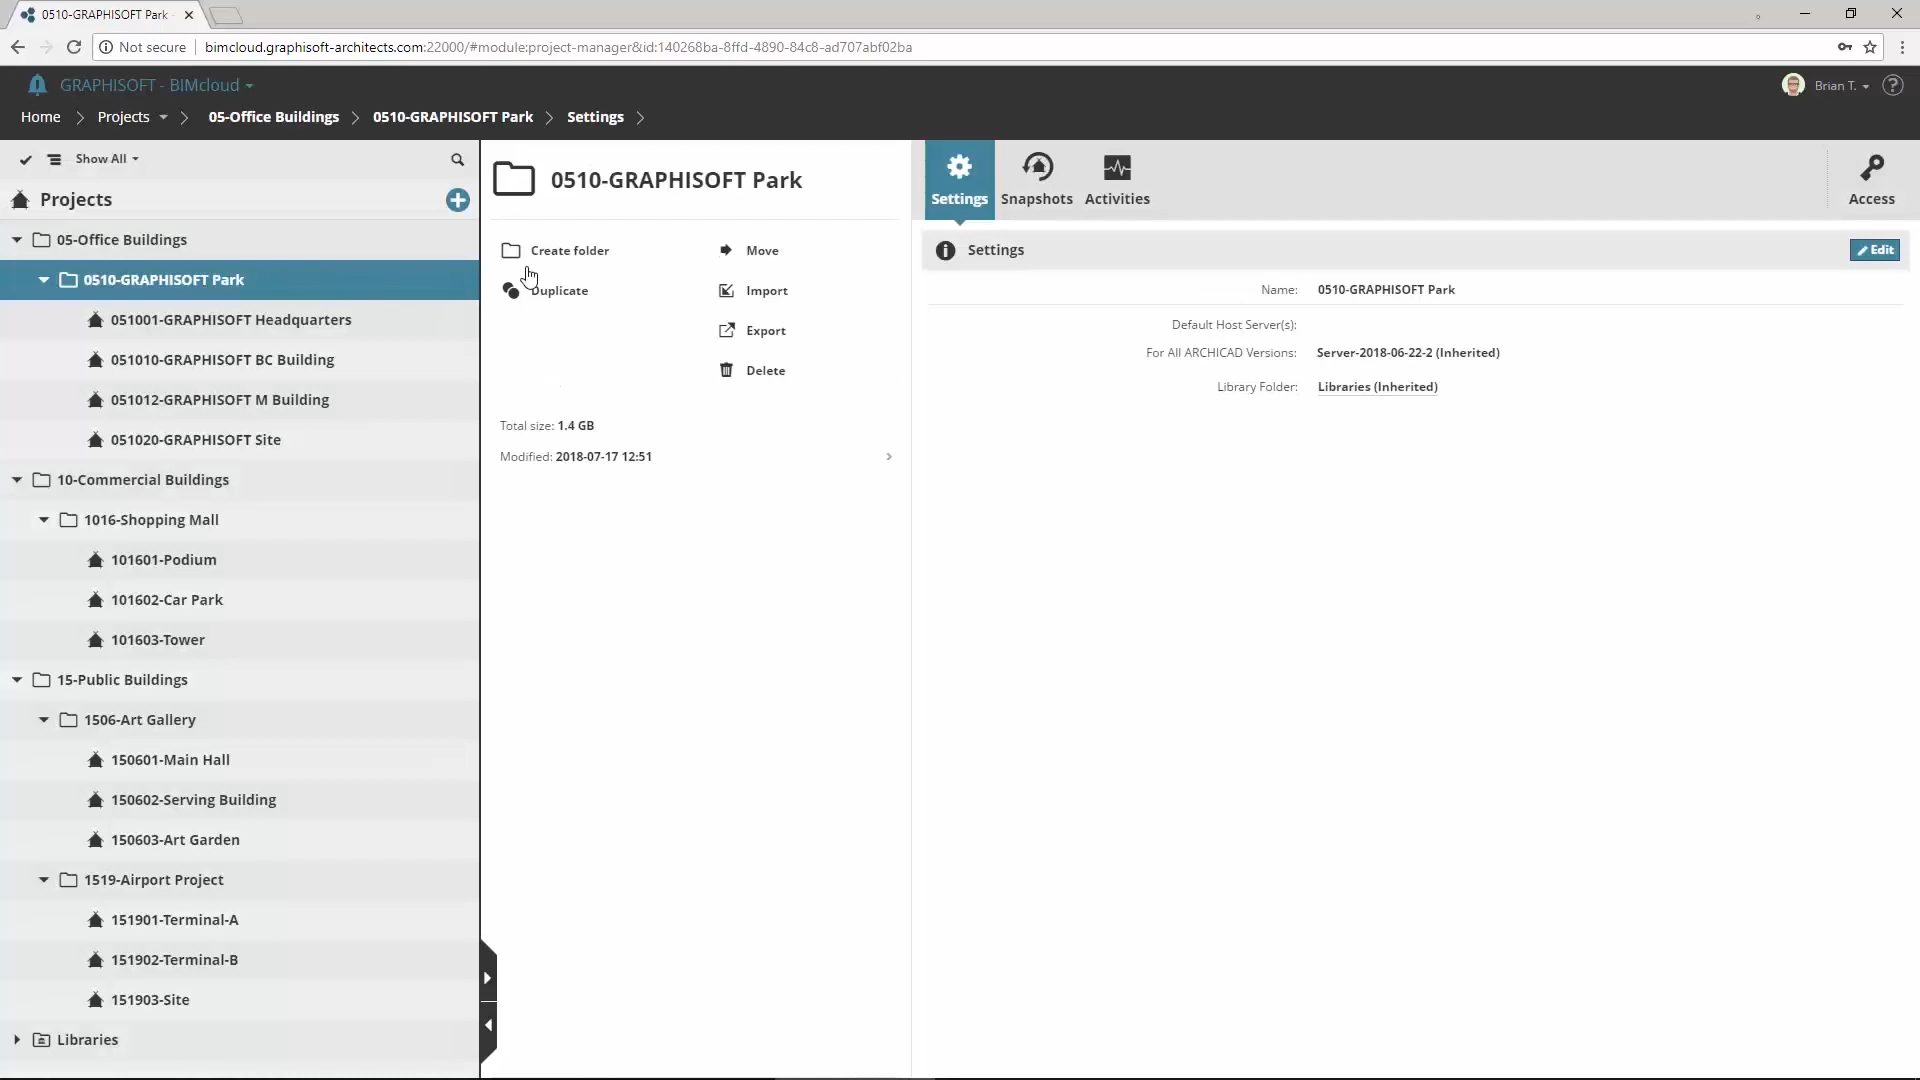 0510-GRAPHISOFT Park
Not secure
bimcloud.graphisoft-architects.com:22000/#module:project-manager&id:140268ba-8ffd-4890-84c8-ad707abf02ba
GRAPHISOFT - BIMcloud
Brian T.
Home
Projects
05-Office Buildings
0510-GRAPHISOFT Park
Settings
Show All
Projects
05-Office Buildings
0510-GRAPHISOFT Park
051001-GRAPHISOFT Headquarters
051010-GRAPHISOFT BC Building
051012-GRAPHISOFT M Building
051020-GRAPHISOFT Site
10-Commercial Buildings
1016-Shopping Mall
101601-Podium
101602-Car Park
101603-Tower
15-Public Buildings
1506-Art Gallery
150601-Main Hall
150602-Serving Building
150603-Art Garden
1519-Airport Project
151901-Terminal-A
151902-Terminal-B
151903-Site
Libraries
0510-GRAPHISOFT Park
Create folder
Move
Duplicate
Import
Export
Delete
Total size: 1.4 GB
Modified: 2018-07-17 12:51
Settings
Snapshots
Activities
Access
Settings
Edit
Name: 0510-GRAPHISOFT Park
Default Host Server(s):
For All ARCHICAD Versions: Server-2018-06-22-2 (Inherited)
Library Folder: Libraries (Inherited)